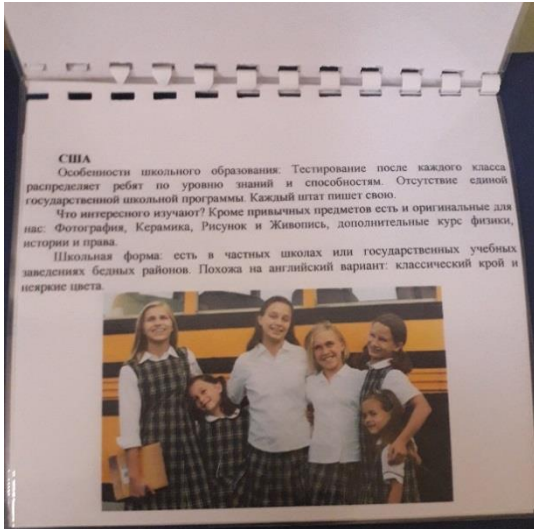 США
Особенности школьного образования: Тестирование после каждого класса
распределяет ребят по уровню знаний и способностям. Отсутствие единой
государственной школьной программы. Каждый штат пишет свою.
Что интересного изучают? Кроме привычных предметов есть и оригинальные для
нас: Фотография, Керамика, Рисунок и Живопись, дополнительные курс физики,
истории и права.
Школьная форма: есть в частных школах или государственных учебных
заведениях бедных районов. Похожа на английский вариант: классический крой и
неяркие цвета.